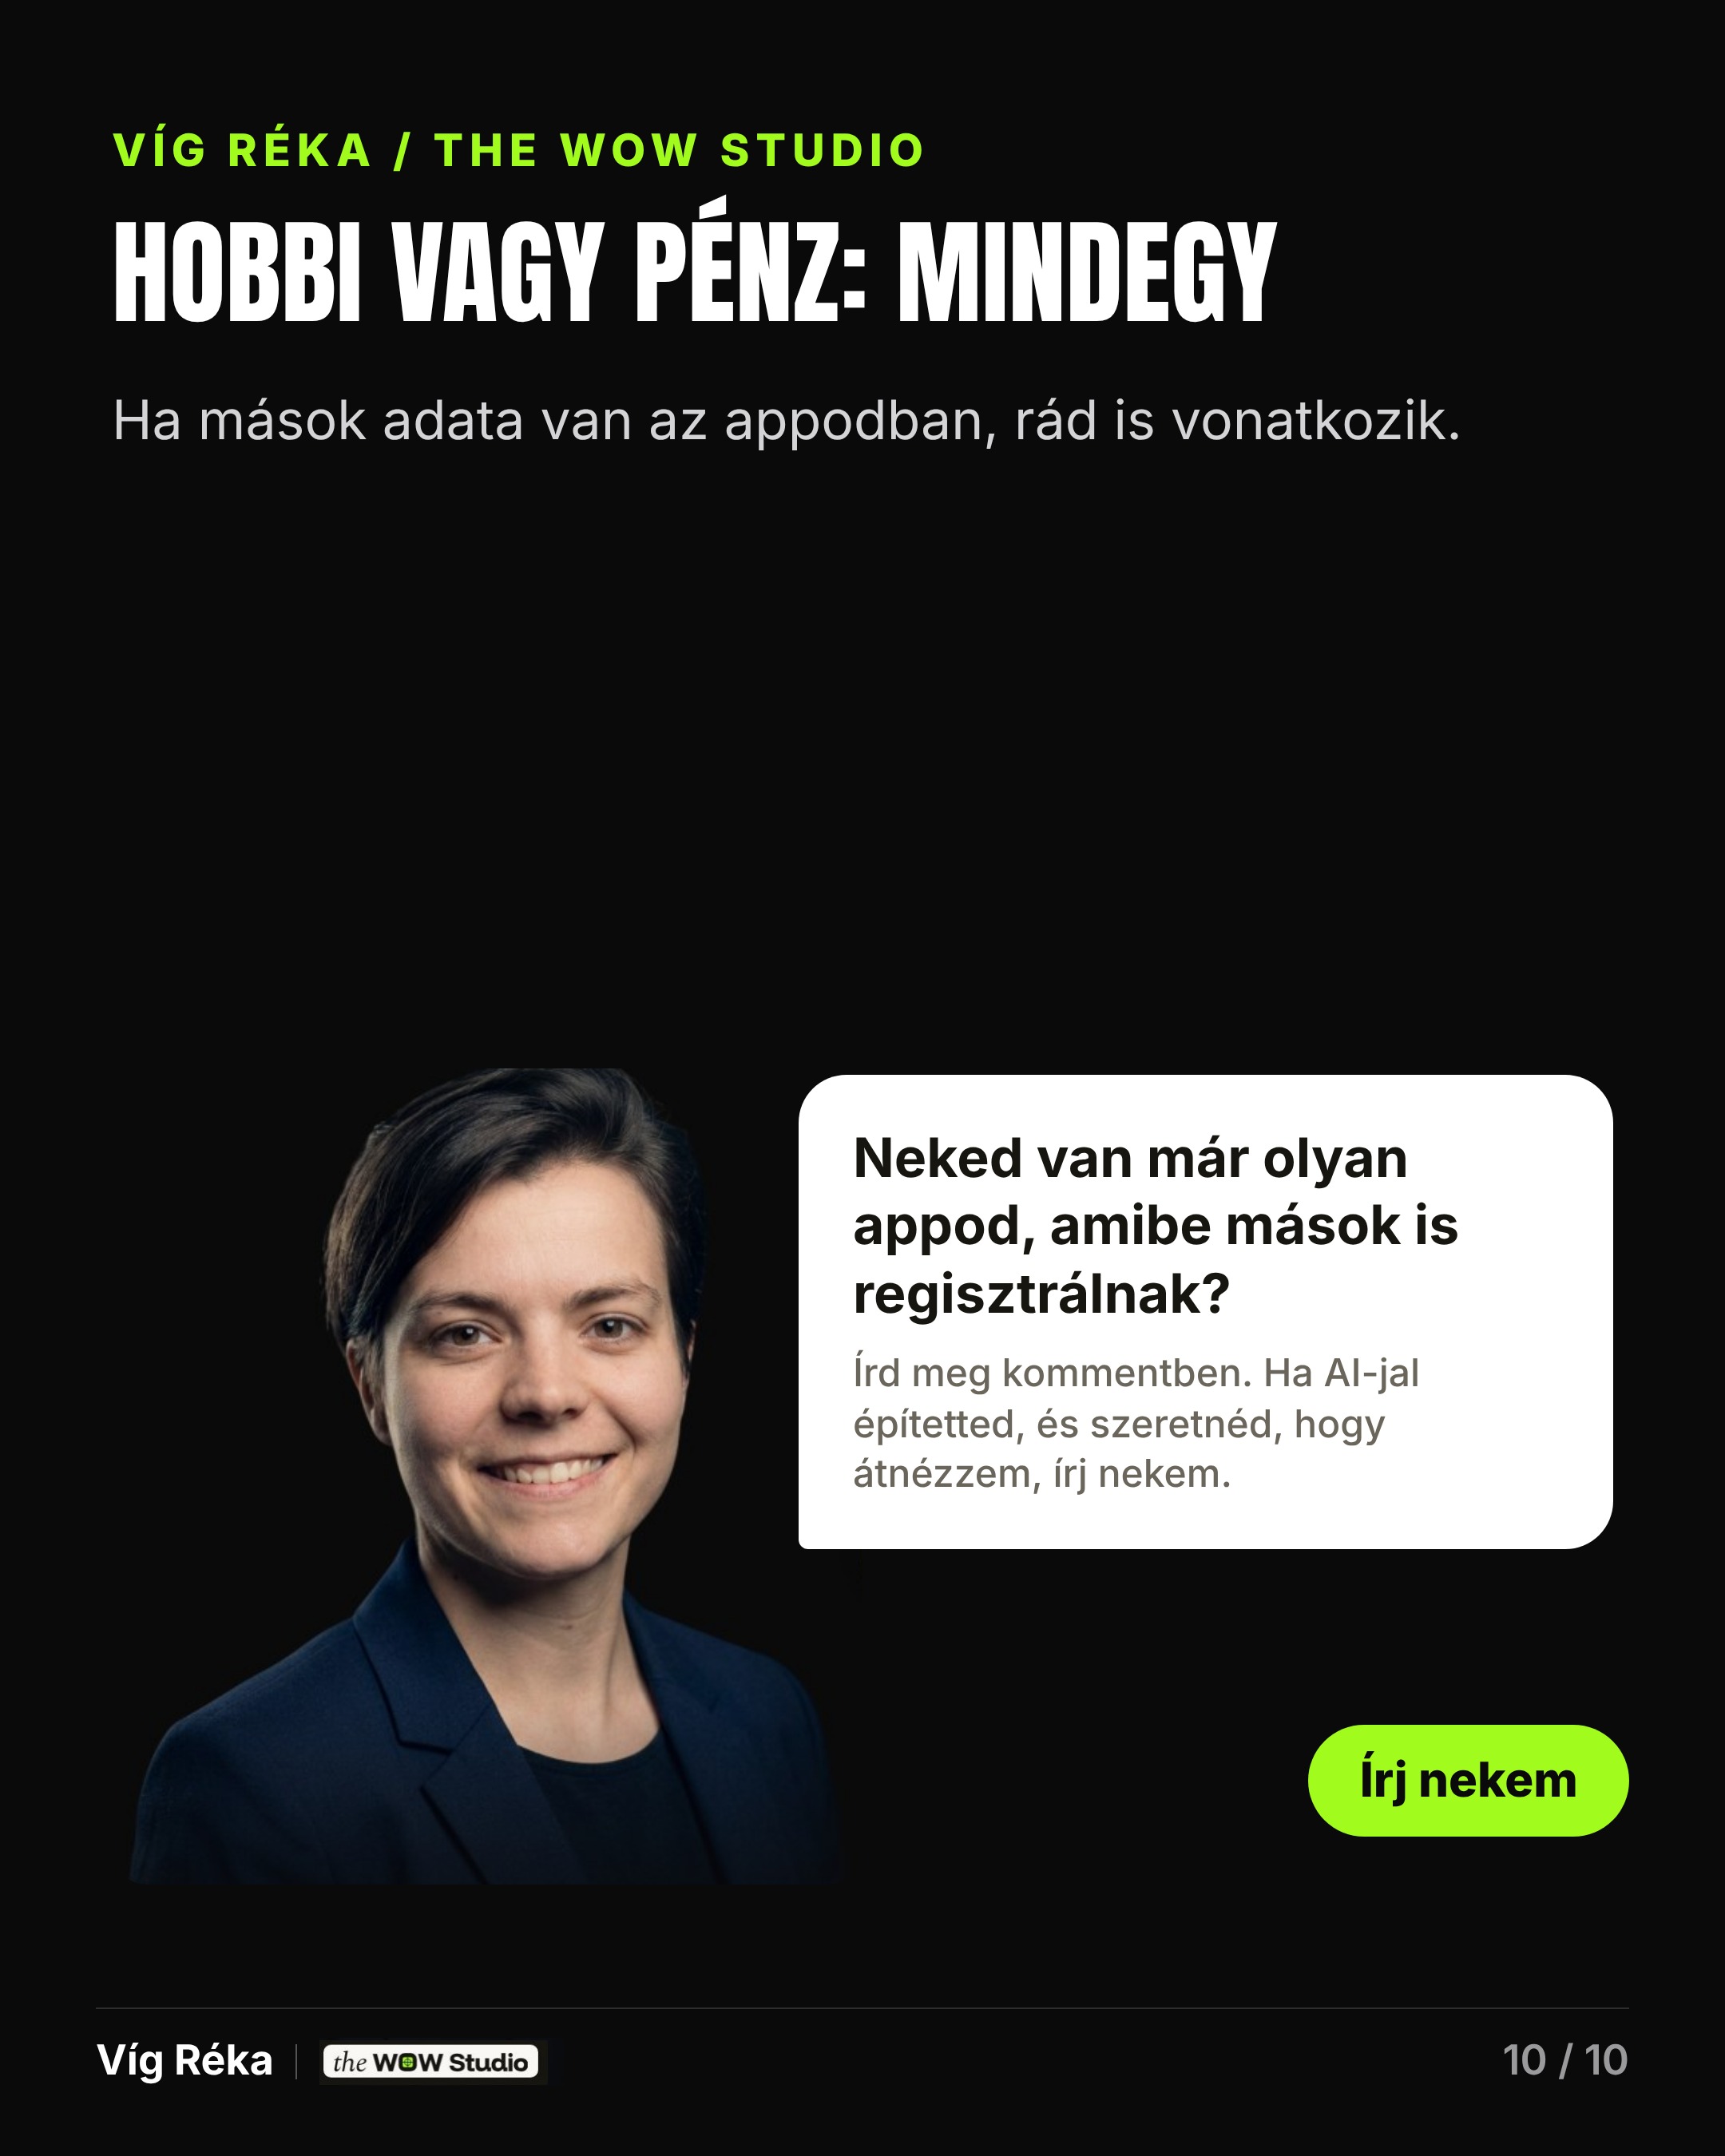 VÍG RÉKA / THE WOW STUDIO
HOBBI VAGY PÉNZ: MINDEGY
Ha mások adata van az appodban, rád is vonatkozik.
Neked van már olyan
appod, amibe mások is
regisztrálnak?
Írd meg kommentben. Ha AI-jal
építetted, és szeretnéd, hogy
átnézzem, írj nekem.
Írj nekem
Víg Réka
the WOW Studio
10 / 10